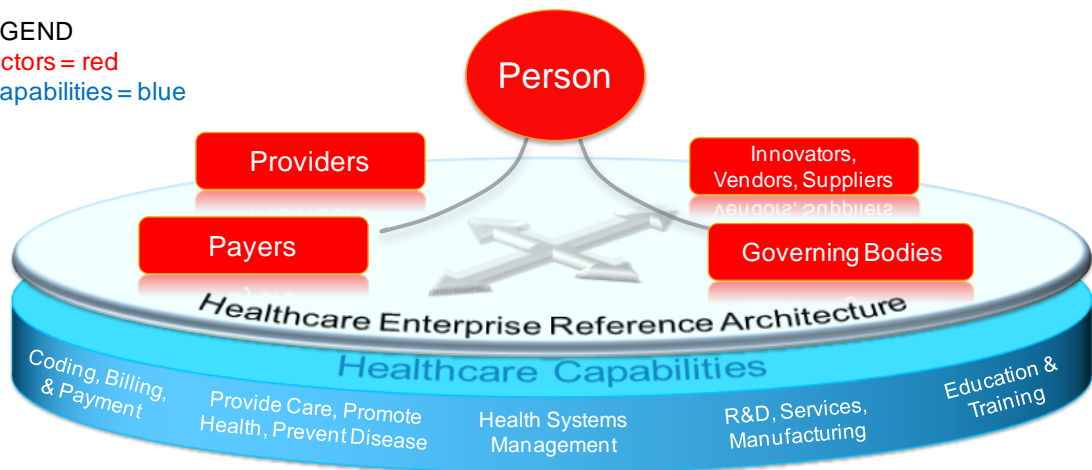 GEND
ctors = red
apabilities = blue
Person
Providers
Innovators,
Vendors, Suppliers
Payers
Governing Bodies
Healthcare Enterprise Reference Architecture
Healthcare Capabilities
Coding, Billing,
& Payment
Provide Care, Promote
Health, Prevent Disease
Health Systems
Management
R&D, Services,
Manufacturing
Education &
Training